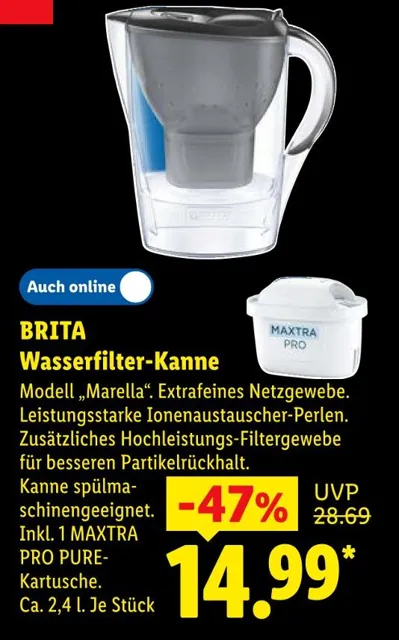 Auch online
MAXTRA
PRO
BRITA
Wasserfilter-Kanne
Modell „Marella“. Extrafeines Netzgewebe.
Leistungsstarke Ionenaustauscher-Perlen.
Zusätzliches Hochleistungs-Filtergewebe
für besseren Partikelrückhalt.
Kanne spülma-
schinengeeignet.
Inkl. 1 MAXTRA
PRO PURE-
Kartusche.
Ca. 2,4 l. Je Stück
-47%
UVP
28.69
14.99*